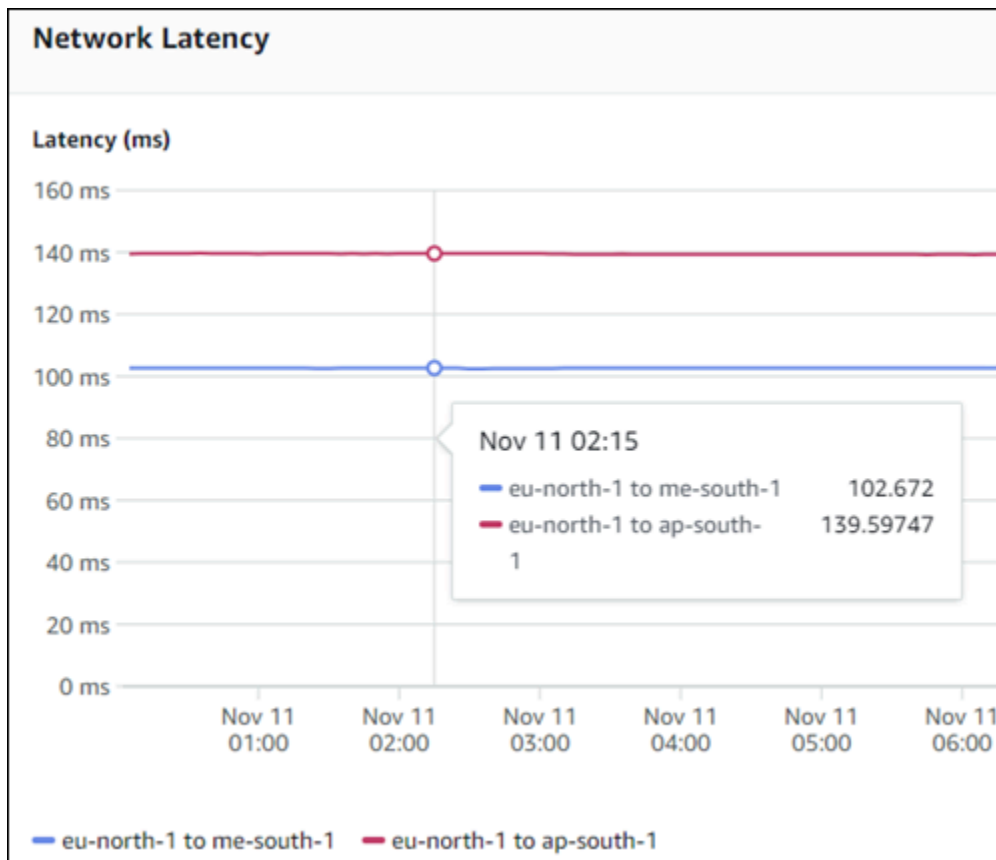 Network Latency
Latency (ms)
160 ms
140 ms
120 ms
100 ms
80 ms
60 ms
40 ms
20 ms
0 ms
Nov 11 02:15
eu-north-1 to me-south-1 102.672
eu-north-1 to ap-south- 139.59747
1
Nov 11 Nov 11 Nov 11 Nov 11 Nov 11 Nov 11
01:00 02:00 03:00 04:00 05:00 06:00
eu-north-1 to me-south-1 eu-north-1 to ap-south-1